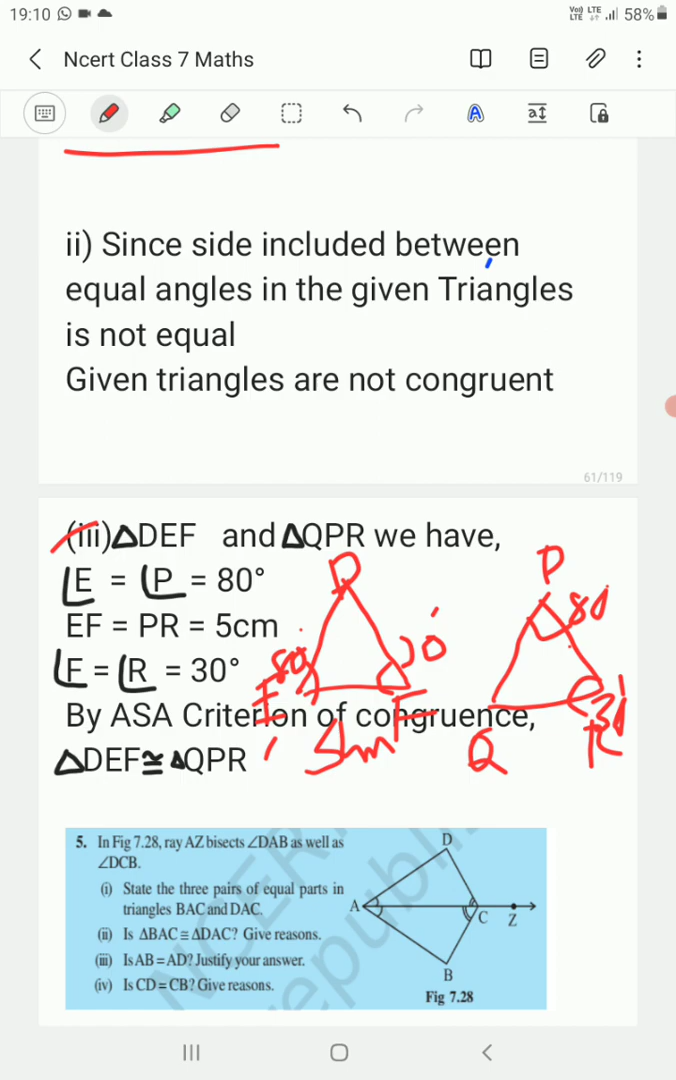 19:10 Vo) LTE LTE 58%
Ncert Class 7 Maths
ii) Since side included between
equal angles in the given Triangles
is not equal
Given triangles are not congruent
61/119
(iii) ΔDEF and ΔQPR we have,
∠E = ∠P = 80°
EF = PR = 5cm
∠F = ∠R = 30°
By ASA Criterion of congruence,
ΔDEF ≅ ΔQPR
D
P
80
E
F
Q
R
5. In Fig 7.28, ray AZ bisects ∠DAB as well as
∠DCB.
(i) State the three pairs of equal parts in
triangles BAC and DAC.
(ii) Is ΔBAC ≡ ΔDAC? Give reasons.
(iii) Is AB = AD? Justify your answer.
(iv) Is CD = CB? Give reasons.
D
A
C Z
B
Fig 7.28